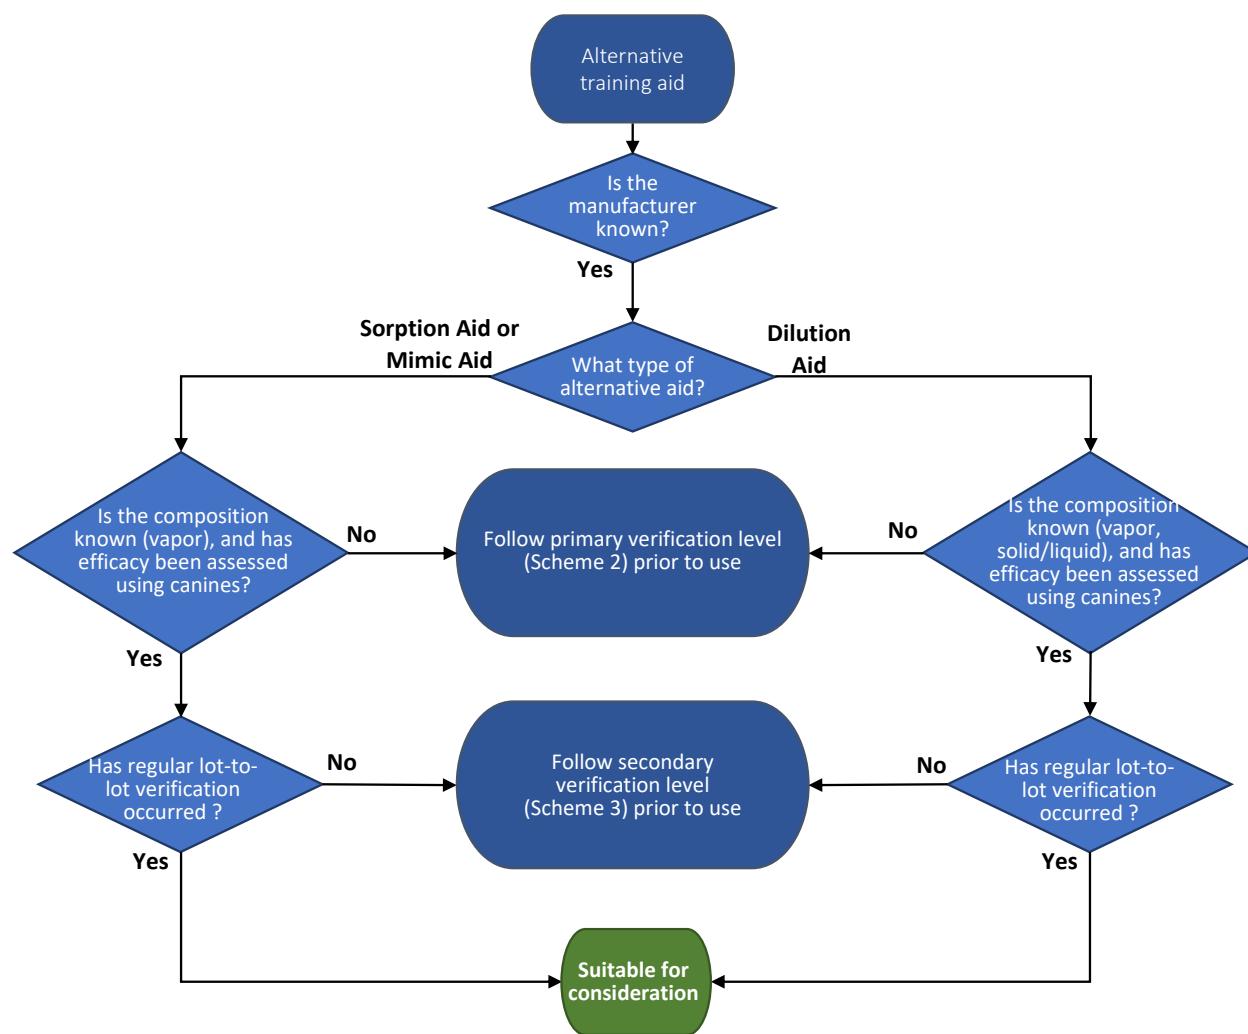 Alternative
training aid
Is the
manufacturer
known?
Yes
Sorption Aid or
Mimic Aid
What type of
alternative aid?
Dilution
Aid
Is the composition
known (vapor), and has
efficacy been assessed
using canines?
No
Follow primary verification level
(Scheme 2) prior to use
No
Is the composition
known (vapor,
solid/liquid), and has
efficacy been assessed
using canines?
Yes
Yes
Has regular lot-to-
lot verification
occurred ?
No
Follow secondary
verification level
(Scheme 3) prior to use
No
Has regular lot-to-
lot verification
occurred ?
Yes
Yes
Suitable for
consideration